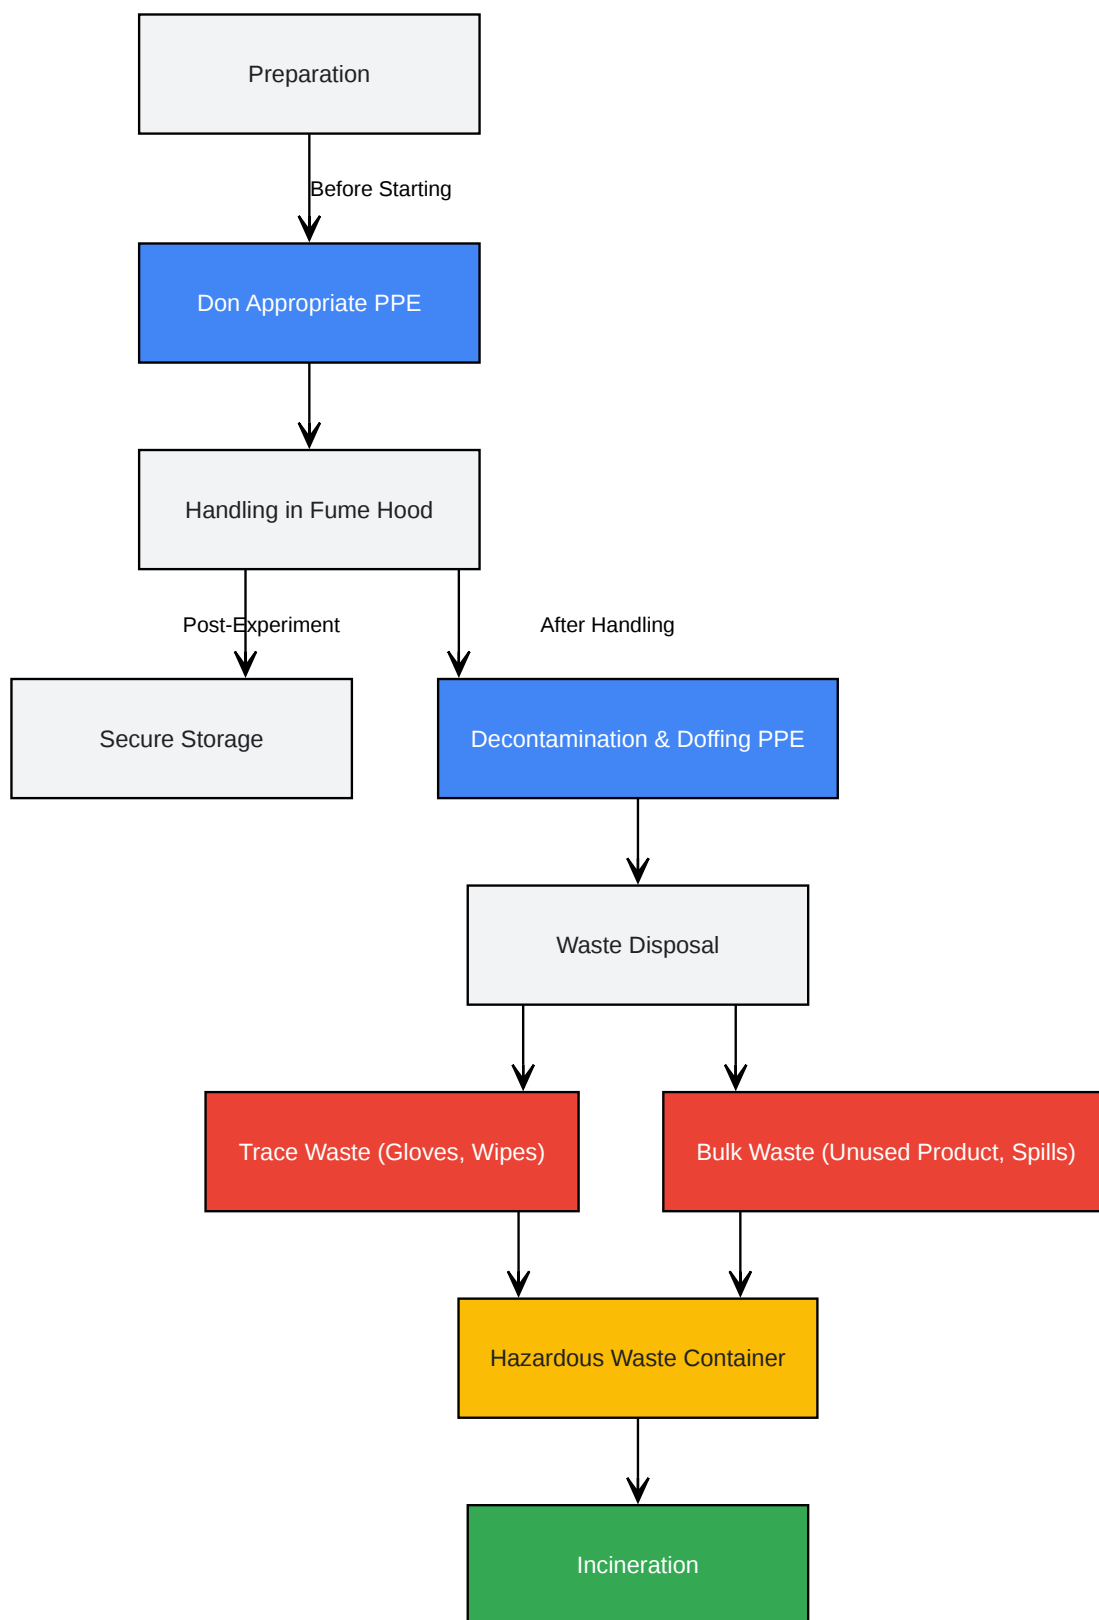 Preparation
Before Starting
Don Appropriate PPE
Handling in Fume Hood
Post-Experiment
After Handling
Secure Storage
Decontamination & Doffing PPE
Waste Disposal
Trace Waste (Gloves, Wipes)
Bulk Waste (Unused Product, Spills)
Hazardous Waste Container
Incineration